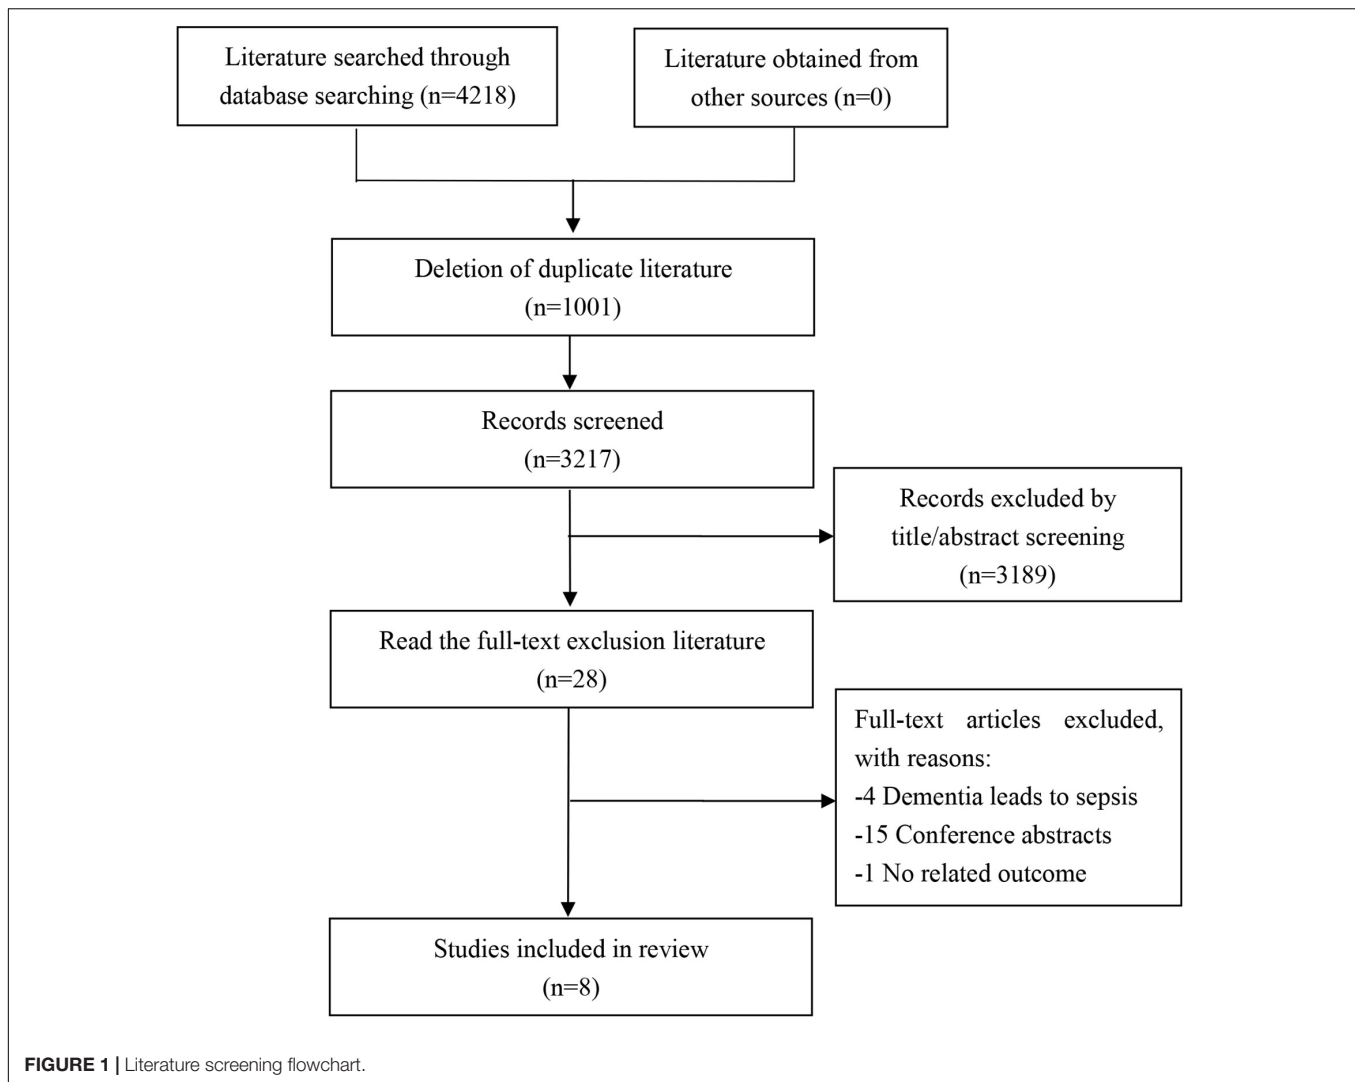 Literature searched through
database searching (n=4218)
Literature obtained from
other sources (n=0)
Deletion of duplicate literature
(n=1001)
Records screened
(n=3217)
Records excluded by
title/abstract screening
(n=3189)
Read the full-text exclusion literature
(n=28)
Full-text articles excluded,
with reasons:
-4 Dementia leads to sepsis
-15 Conference abstracts
-1 No related outcome
Studies included in review
(n=8)
FIGURE 1 | Literature screening flowchart.